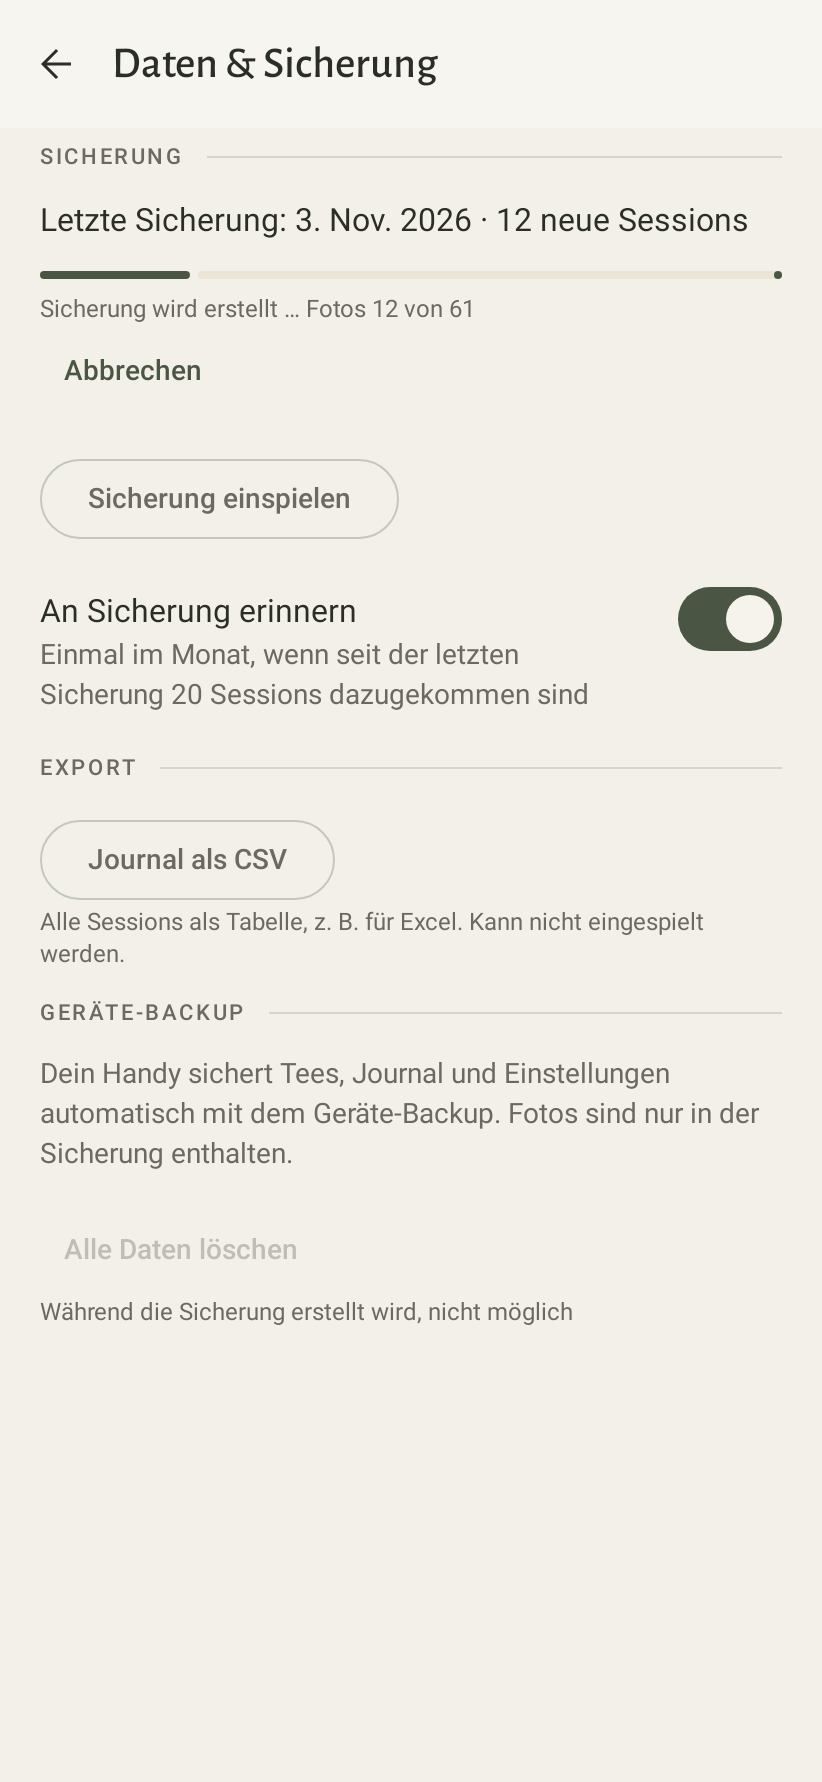 Daten & Sicherung
SICHERUNG
Letzte Sicherung: 3. Nov. 2026 · 12 neue Sessions
Sicherung wird erstellt … Fotos 12 von 61
Abbrechen
Sicherung einspielen
An Sicherung erinnern
Einmal im Monat, wenn seit der letzten
Sicherung 20 Sessions dazugekommen sind
EXPORT
Journal als CSV
Alle Sessions als Tabelle, z. B. für Excel. Kann nicht eingespielt
werden.
GERÄTE-BACKUP
Dein Handy sichert Tees, Journal und Einstellungen
automatisch mit dem Geräte-Backup. Fotos sind nur in der
Sicherung enthalten.
Alle Daten löschen
Während die Sicherung erstellt wird, nicht möglich